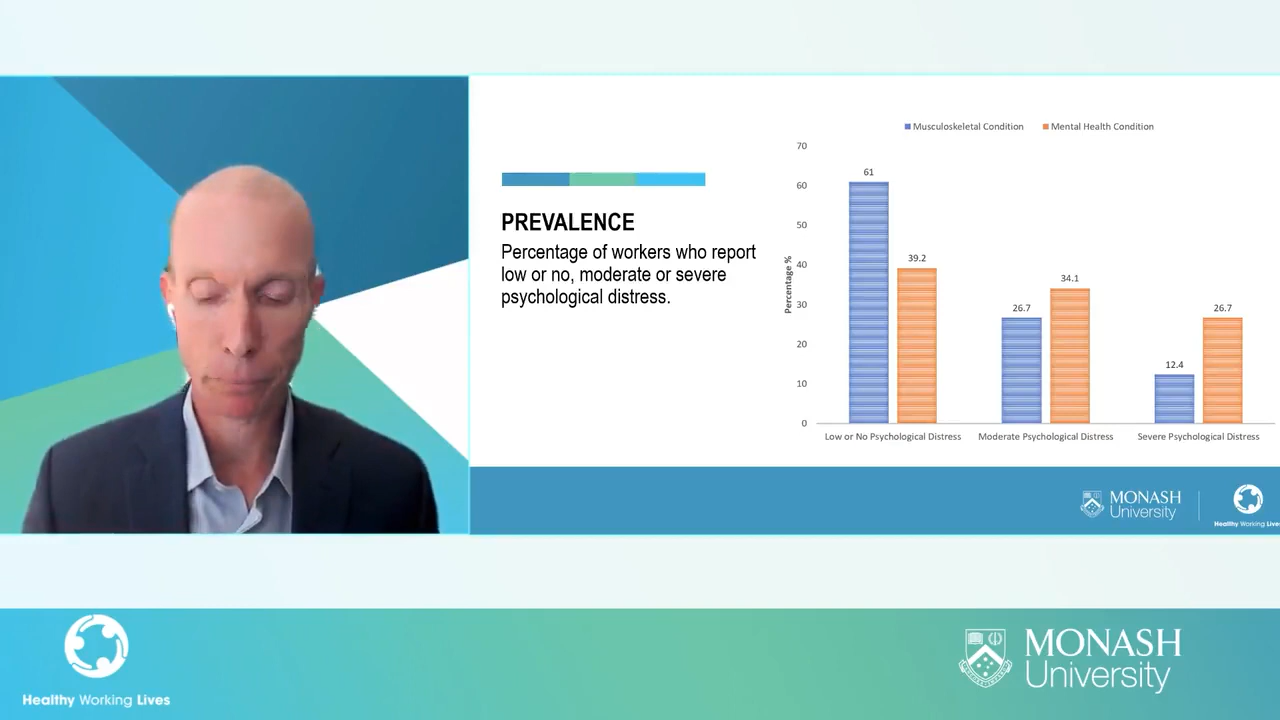 PREVALENCE
Percentage of workers who report
low or no, moderate or severe
psychological distress.
Musculoskeletal Condition
Mental Health Condition
Percentage %
70
60
50
40
30
20
10
0
61
39.2
26.7
34.1
12.4
26.7
Low or No Psychological Distress
Moderate Psychological Distress
Severe Psychological Distress
MONASH
University
Healthy Working Lives
Healthy Working Lives
MONASH
University